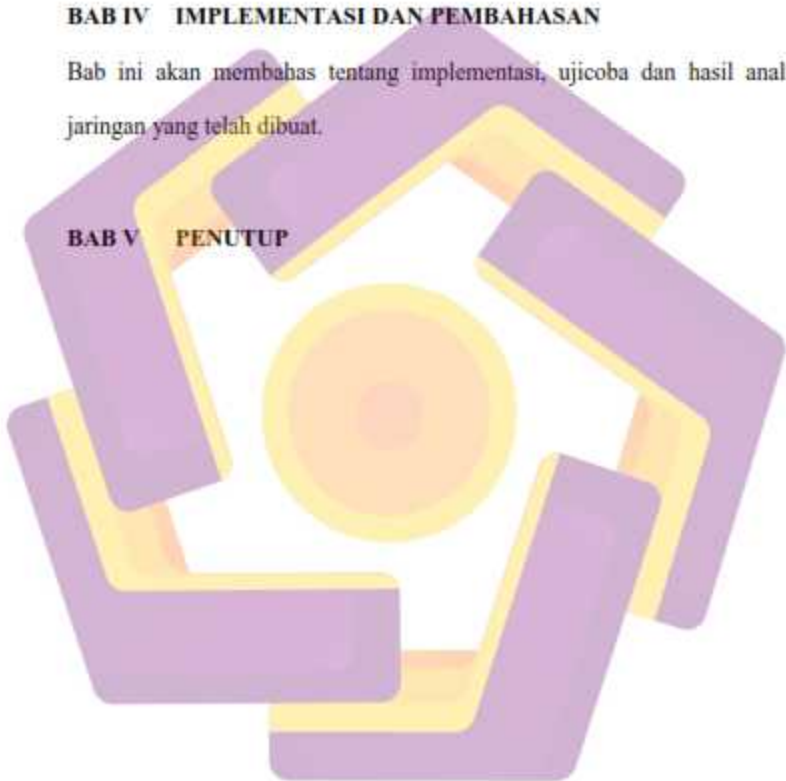 BAB IV IMPLEMENTASI DAN PEMBAHASAN
Bab ini akan membahas tentang implementasi, ujicoba dan hasil anal
jaringan yang telah dibuat.
BAB V PENUTUP